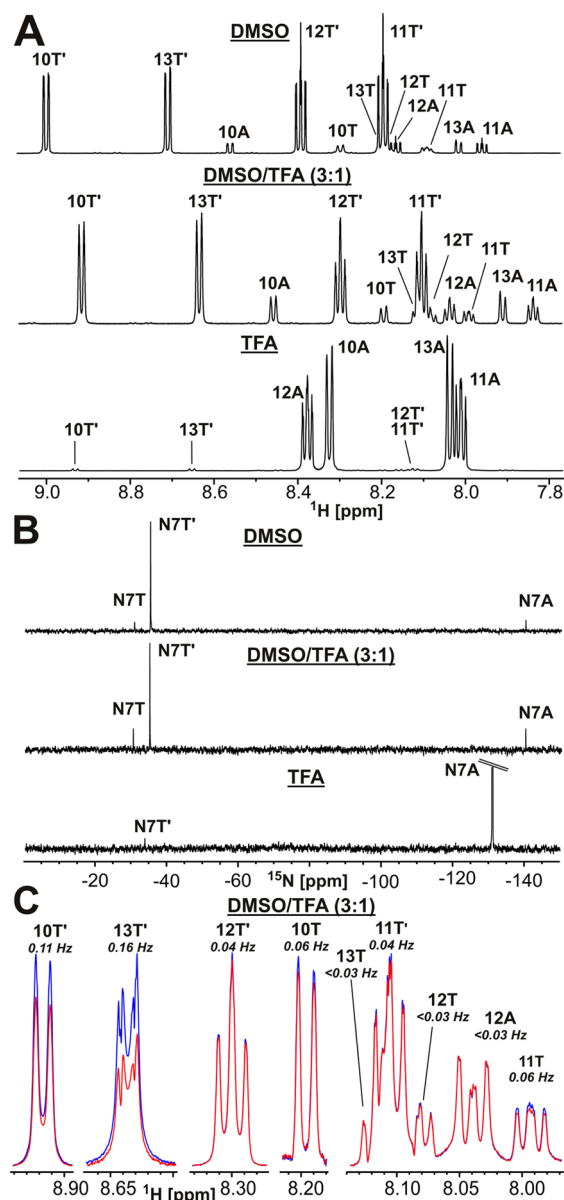 A
DMSO
10T' 13T' 12T' 11T'
10A 10T 13T 12T 12A 11T 13A 11A
DMSO/TFA (3:1)
10T' 13T' 12T' 11T'
10A 10T 13T 12T 12A 11T 13A 11A
TFA
10T' 13T' 12A 10A 12T' 11T' 13A 11A
9.0 8.8 8.6 8.4 8.2 8.0 7.8
1H [ppm]
B
DMSO
N7T N7T' N7A
DMSO/TFA (3:1)
N7T N7T' N7A
TFA
N7T' N7A
-20 -40 -60 -80 -100 -120 -140
15N [ppm]
C
DMSO/TFA (3:1)
10T' 13T' 12T' 10T 11T'
0.11 Hz 0.16 Hz 0.04 Hz 0.06 Hz 0.04 Hz
13T 12T 12A 11T
<0.03 Hz <0.03 Hz <0.03 Hz 0.06 Hz
8.90 8.65 8.30 8.20 8.10 8.05 8.00
1H [ppm]